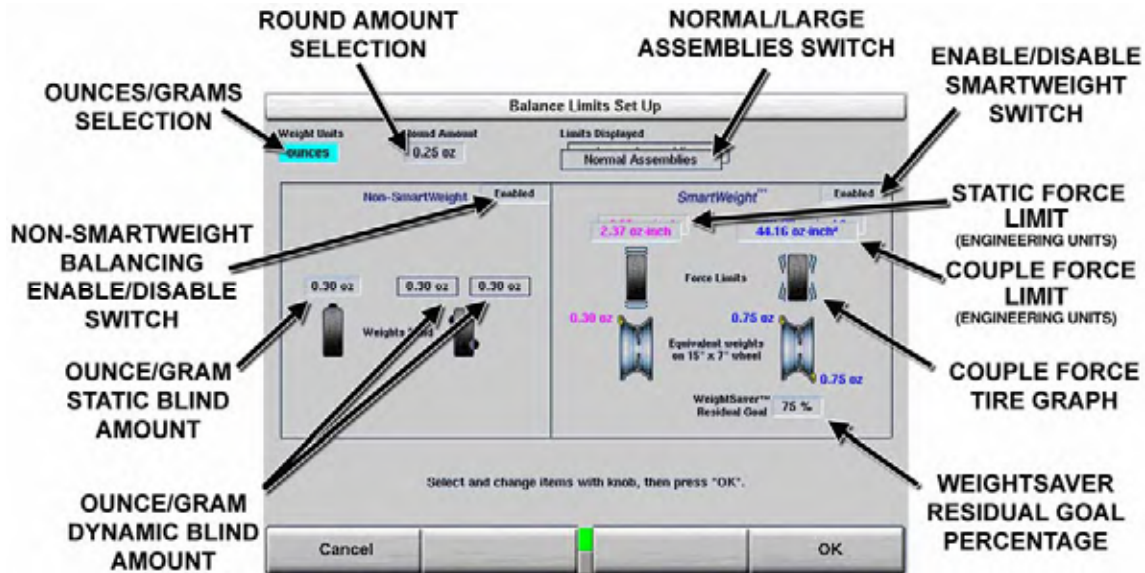 ROUND AMOUNT
SELECTION
NORMAL/LARGE
ASSEMBLIES SWITCH
ENABLE/DISABLE
SMARTWEIGHT
SWITCH
OUNCES/GRAMS
SELECTION
Balance Limits Set Up
Weight Units
ounces
Round Amount
0.25 oz
Limits Displayed
Normal Assemblies
Non-SmartWeight
Enabled
SmartWeight™
Enabled
2.37 oz-inch
44.16 oz-inch²
STATIC FORCE
LIMIT
(ENGINEERING UNITS)
COUPLE FORCE
LIMIT
(ENGINEERING UNITS)
NON-SMARTWEIGHT
BALANCING
ENABLE/DISABLE
SWITCH
0.30 oz
0.30 oz
0.30 oz
Weights
Force Limits
0.30 oz
0.75 oz
Equivalent weights
on 15" x 7" wheel
0.75 oz
WeightSaver™
Residual Goal
75 %
OUNCE/GRAM
STATIC BLIND
AMOUNT
COUPLE FORCE
TIRE GRAPH
Select and change items with knob, then press "OK".
OUNCE/GRAM
DYNAMIC BLIND
AMOUNT
WEIGHTSAVER
RESIDUAL GOAL
PERCENTAGE
Cancel
OK